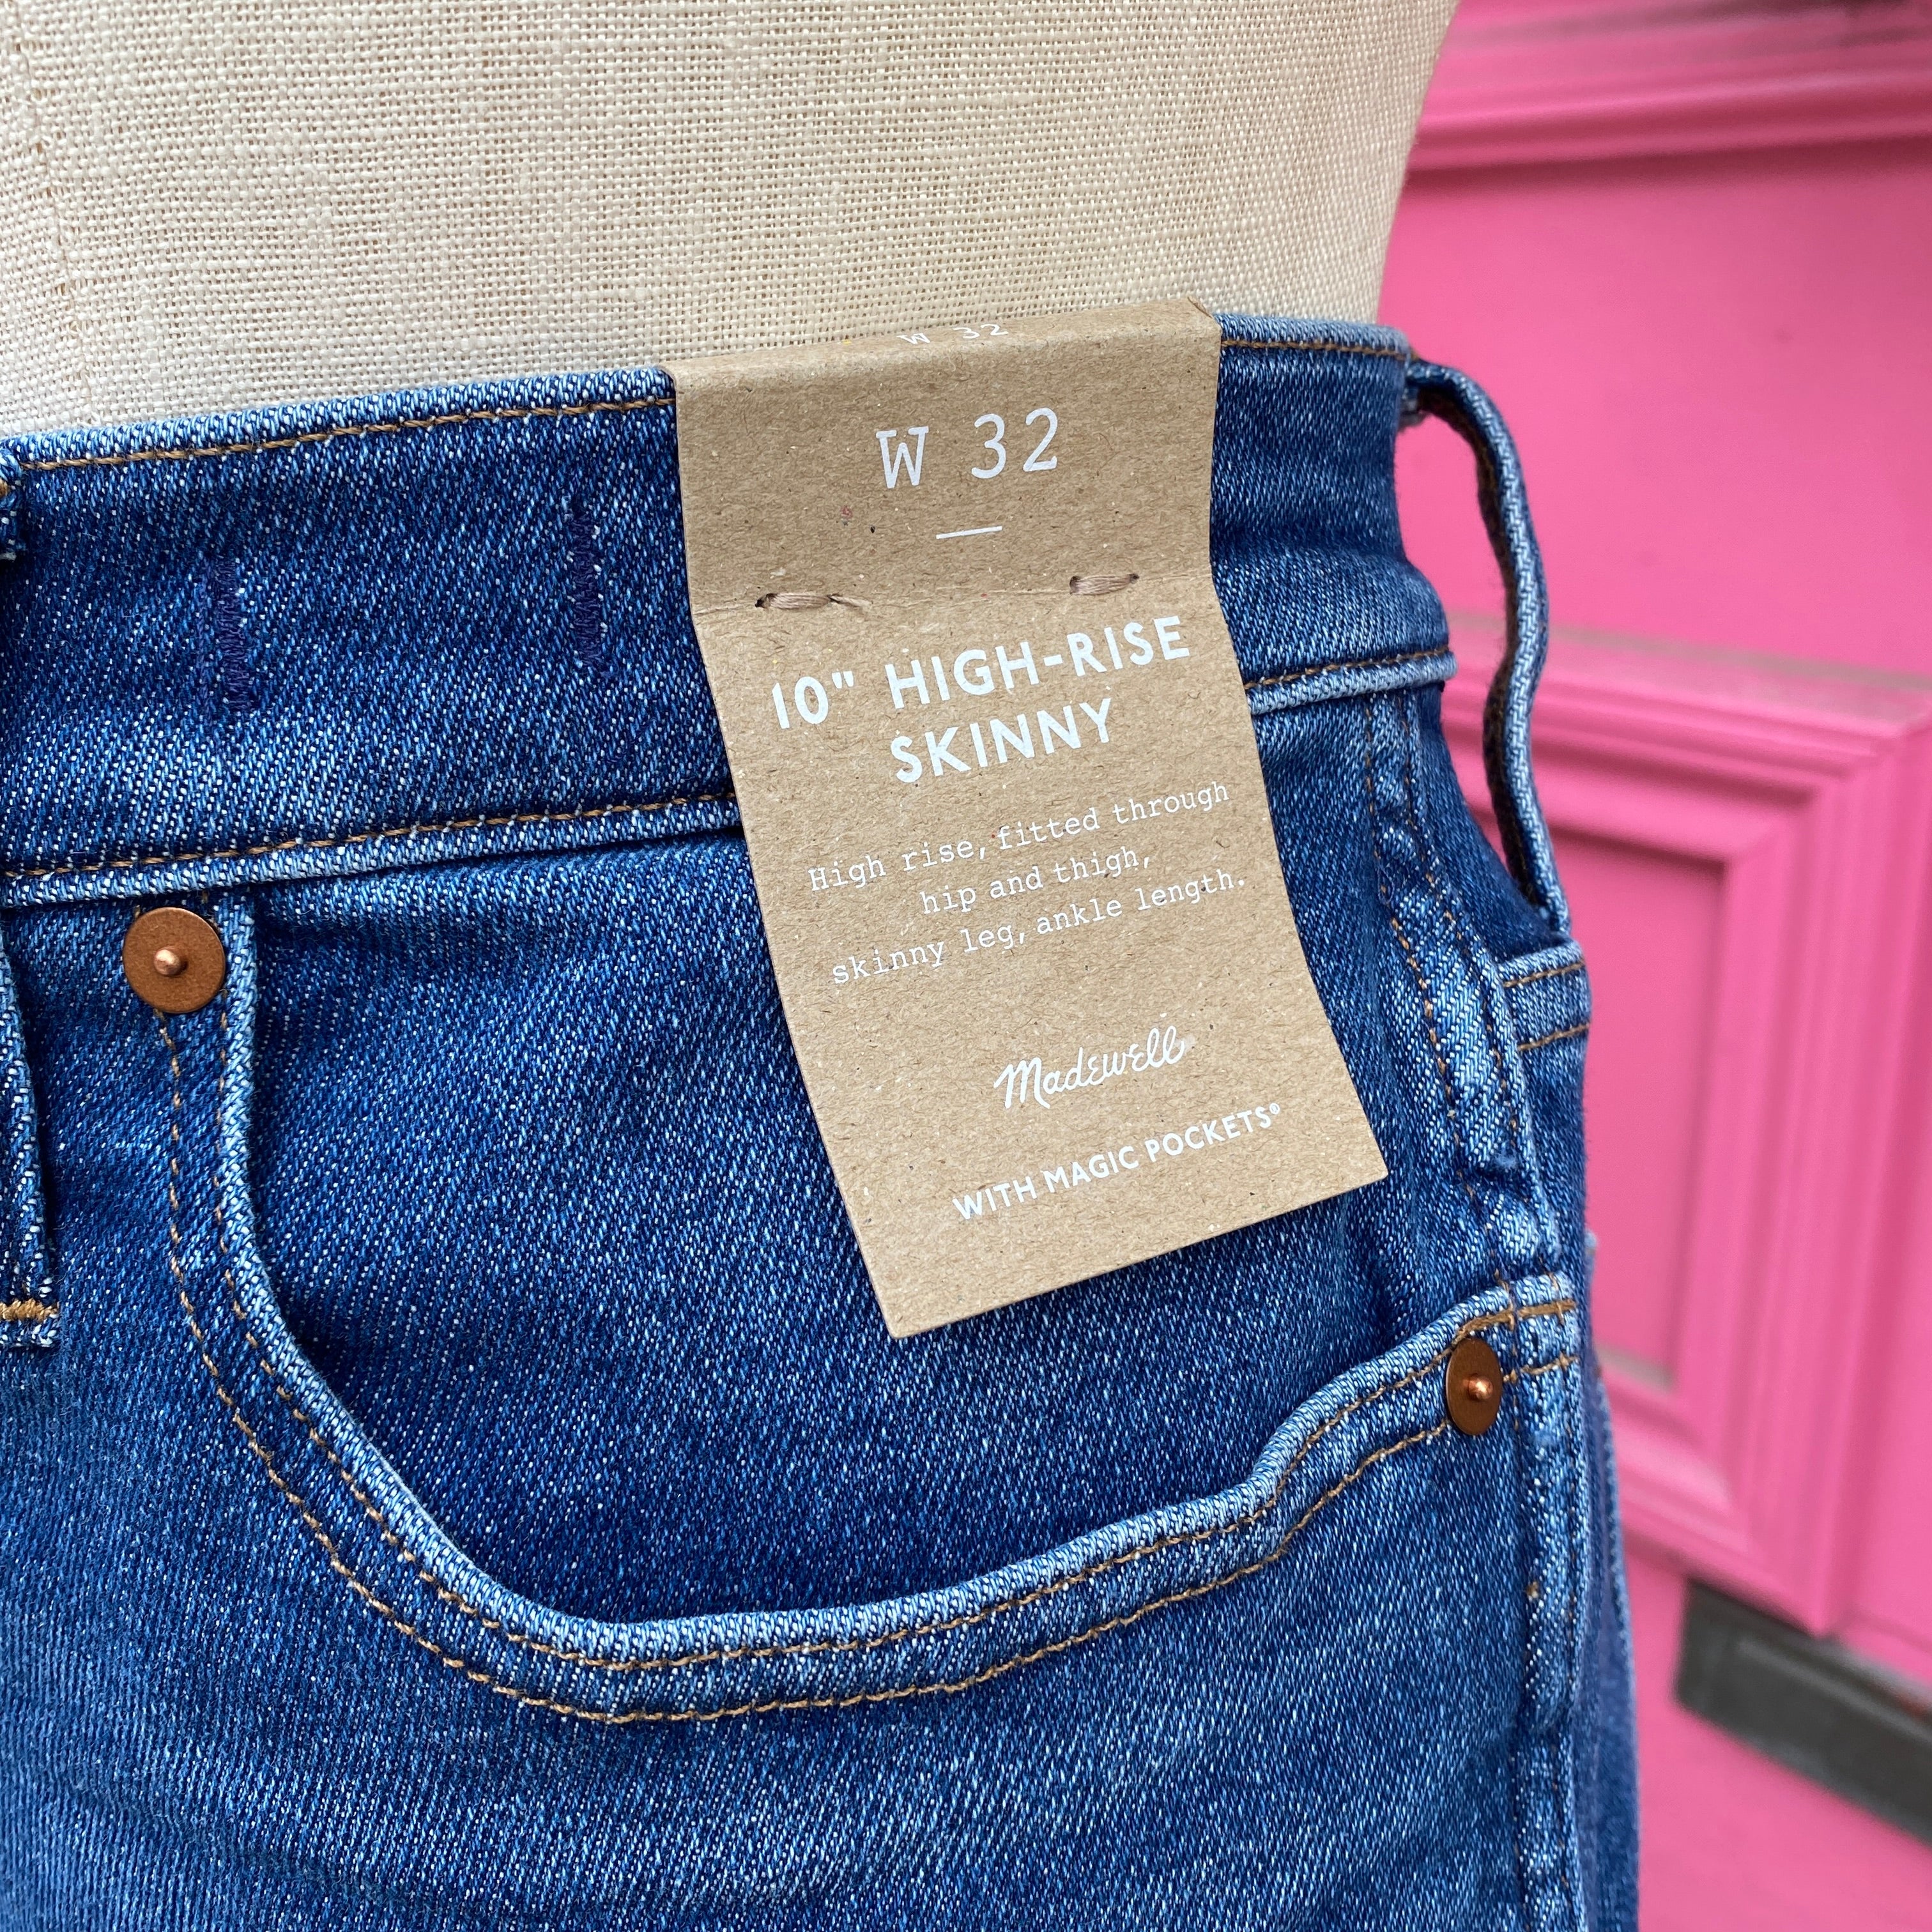 W 32
W 32
10" HIGH-RISE
SKINNY
High rise, fitted through
hip and thigh,
skinny leg, ankle length.
Madewell
WITH MAGIC POCKETS®